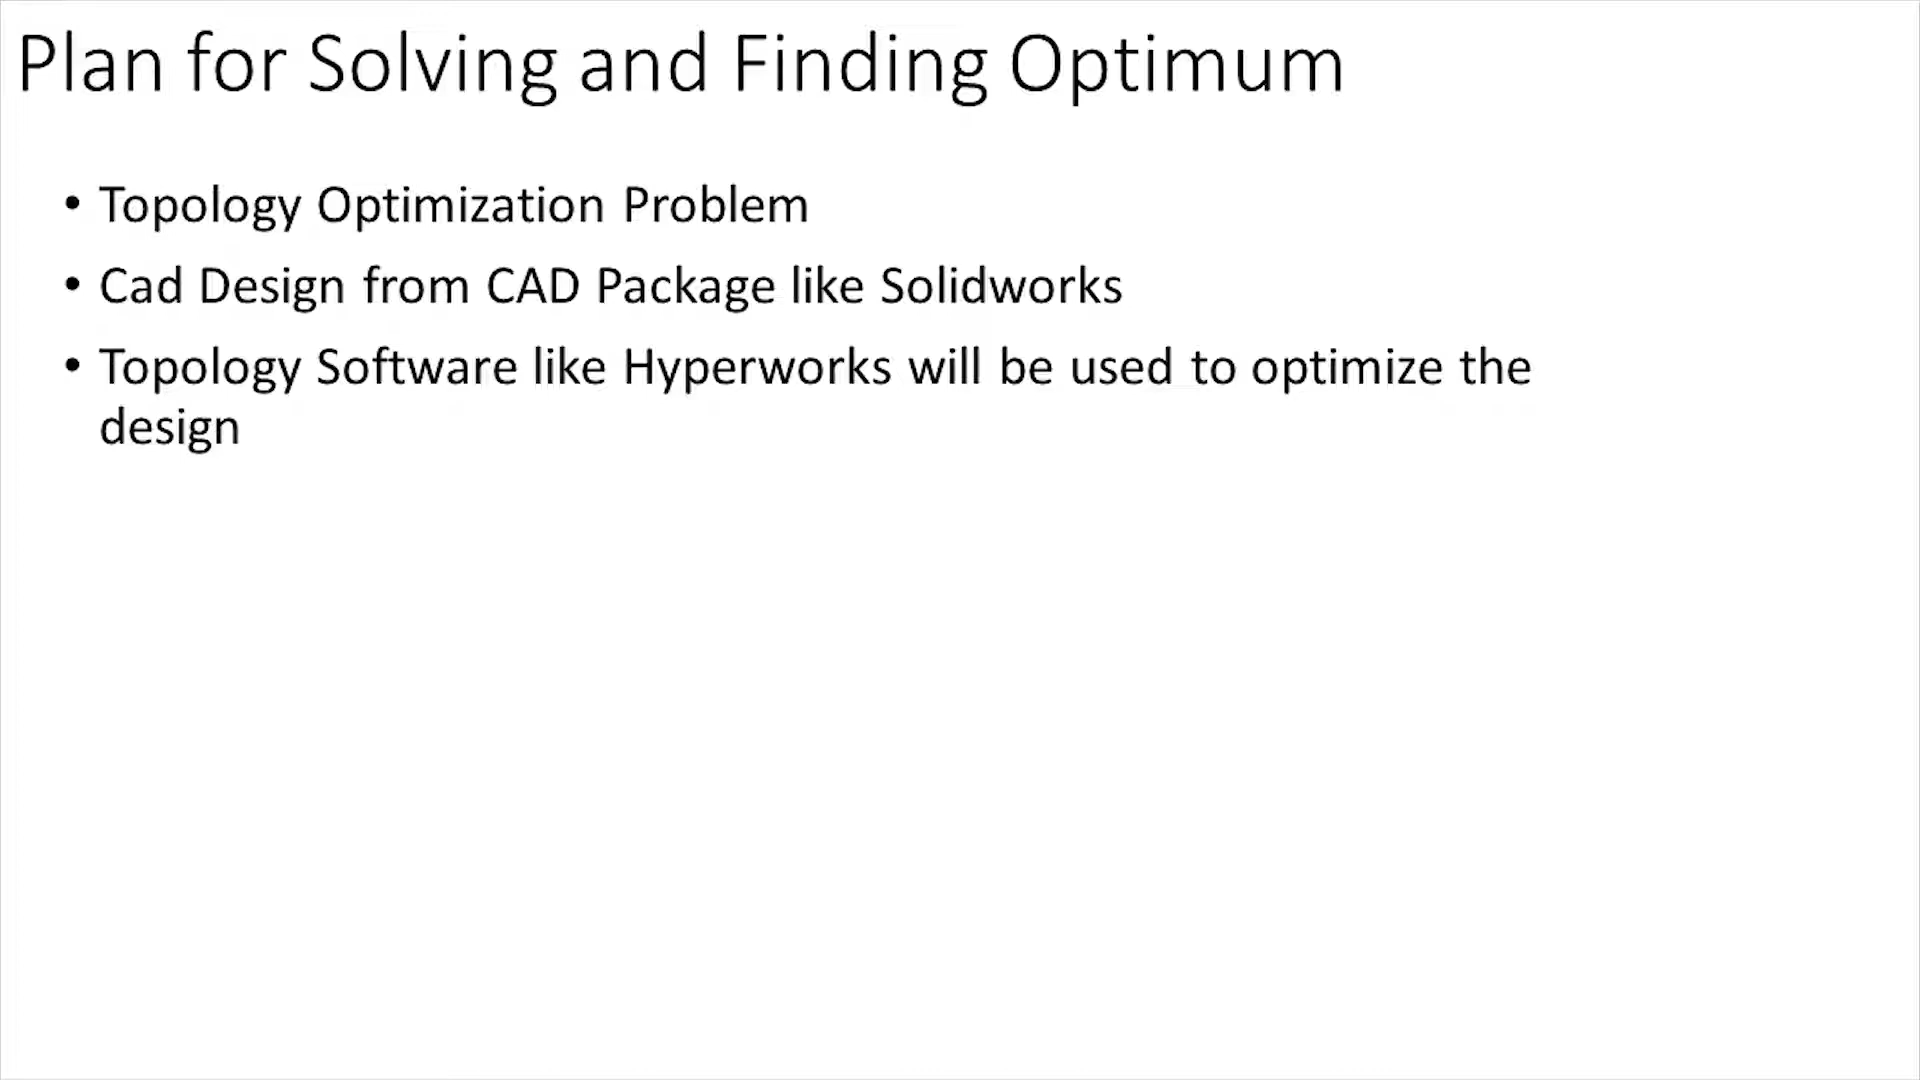 Plan for Solving and Finding Optimum
• Topology Optimization Problem
• Cad Design from CAD Package like Solidworks
• Topology Software like Hyperworks will be used to optimize the
design